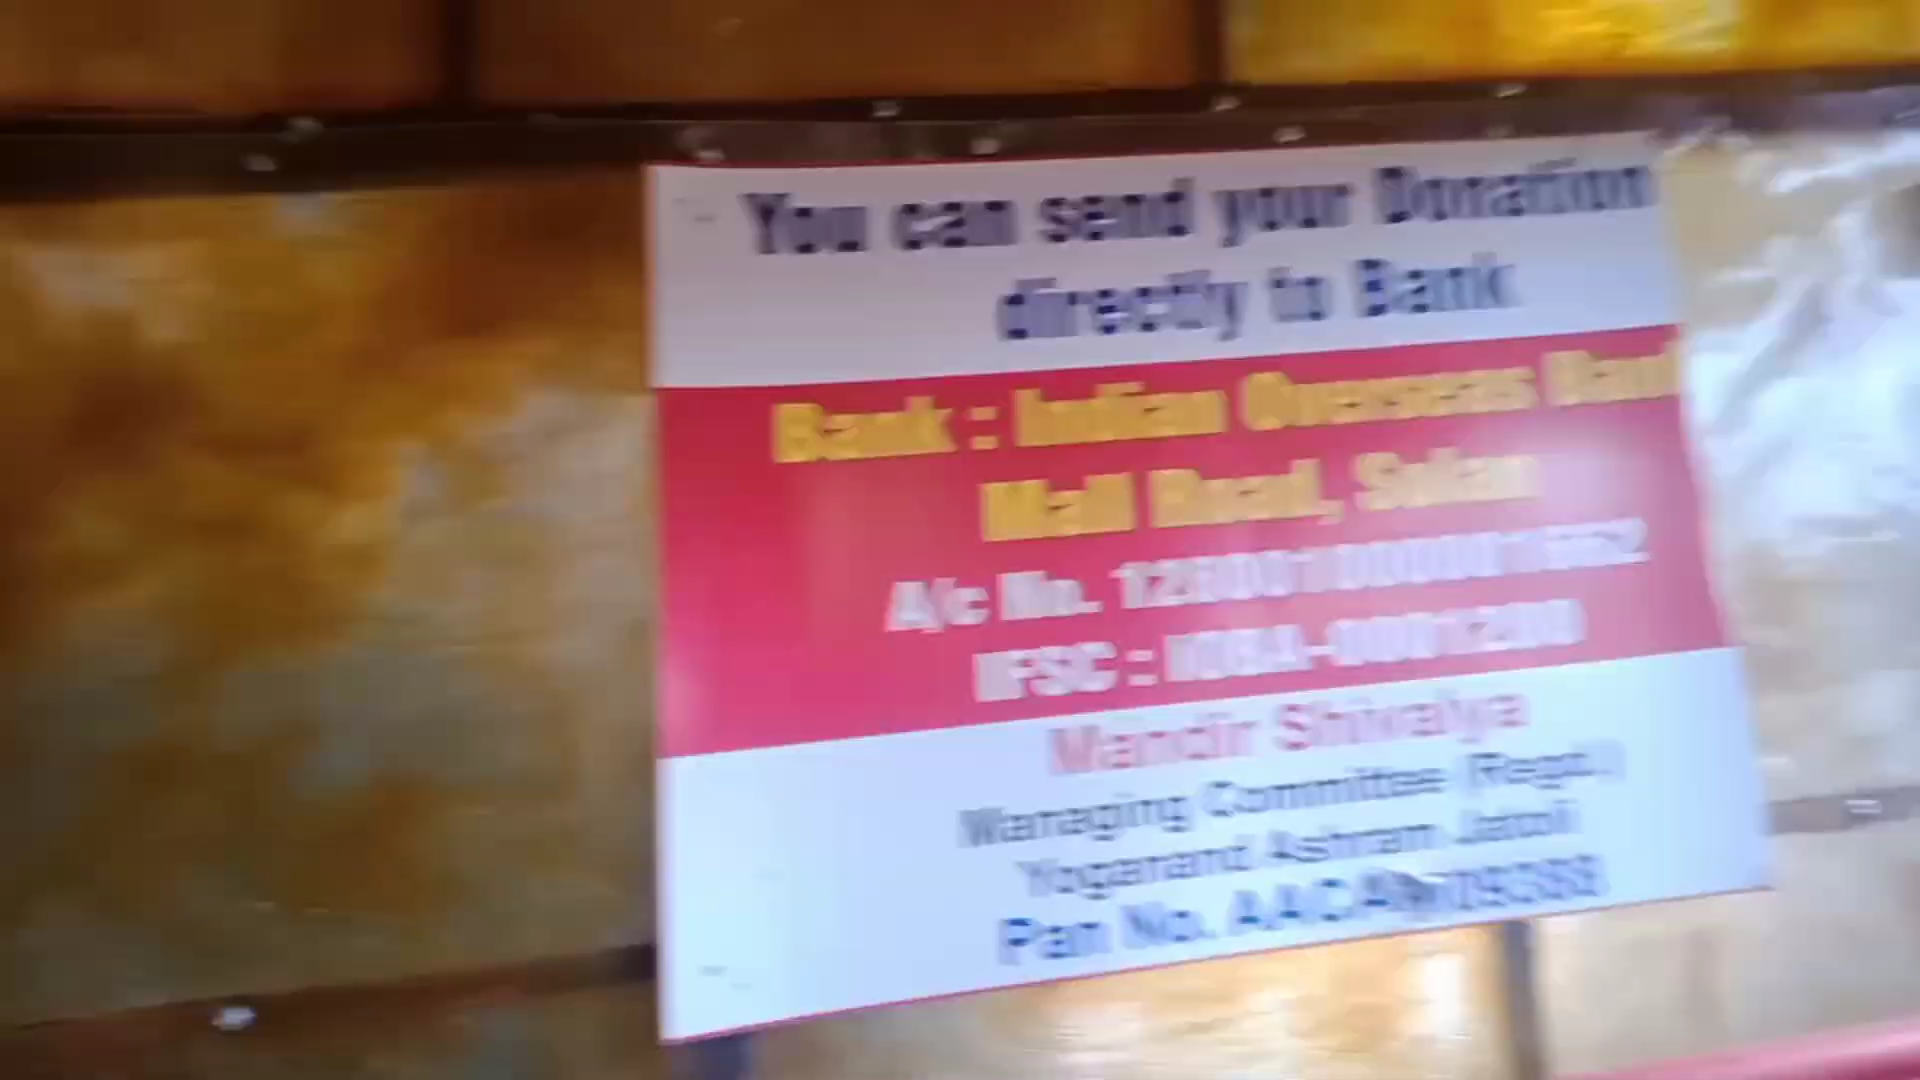 You can send your Donation
directly to Bank
Bank : Indian Overseas Bank
Mall Road, Solan
A/c No.
IFSC :
Mandir Shivalya
Managing Committee (Regd.)
Yoganand Ashram Jatoli
Pan No.